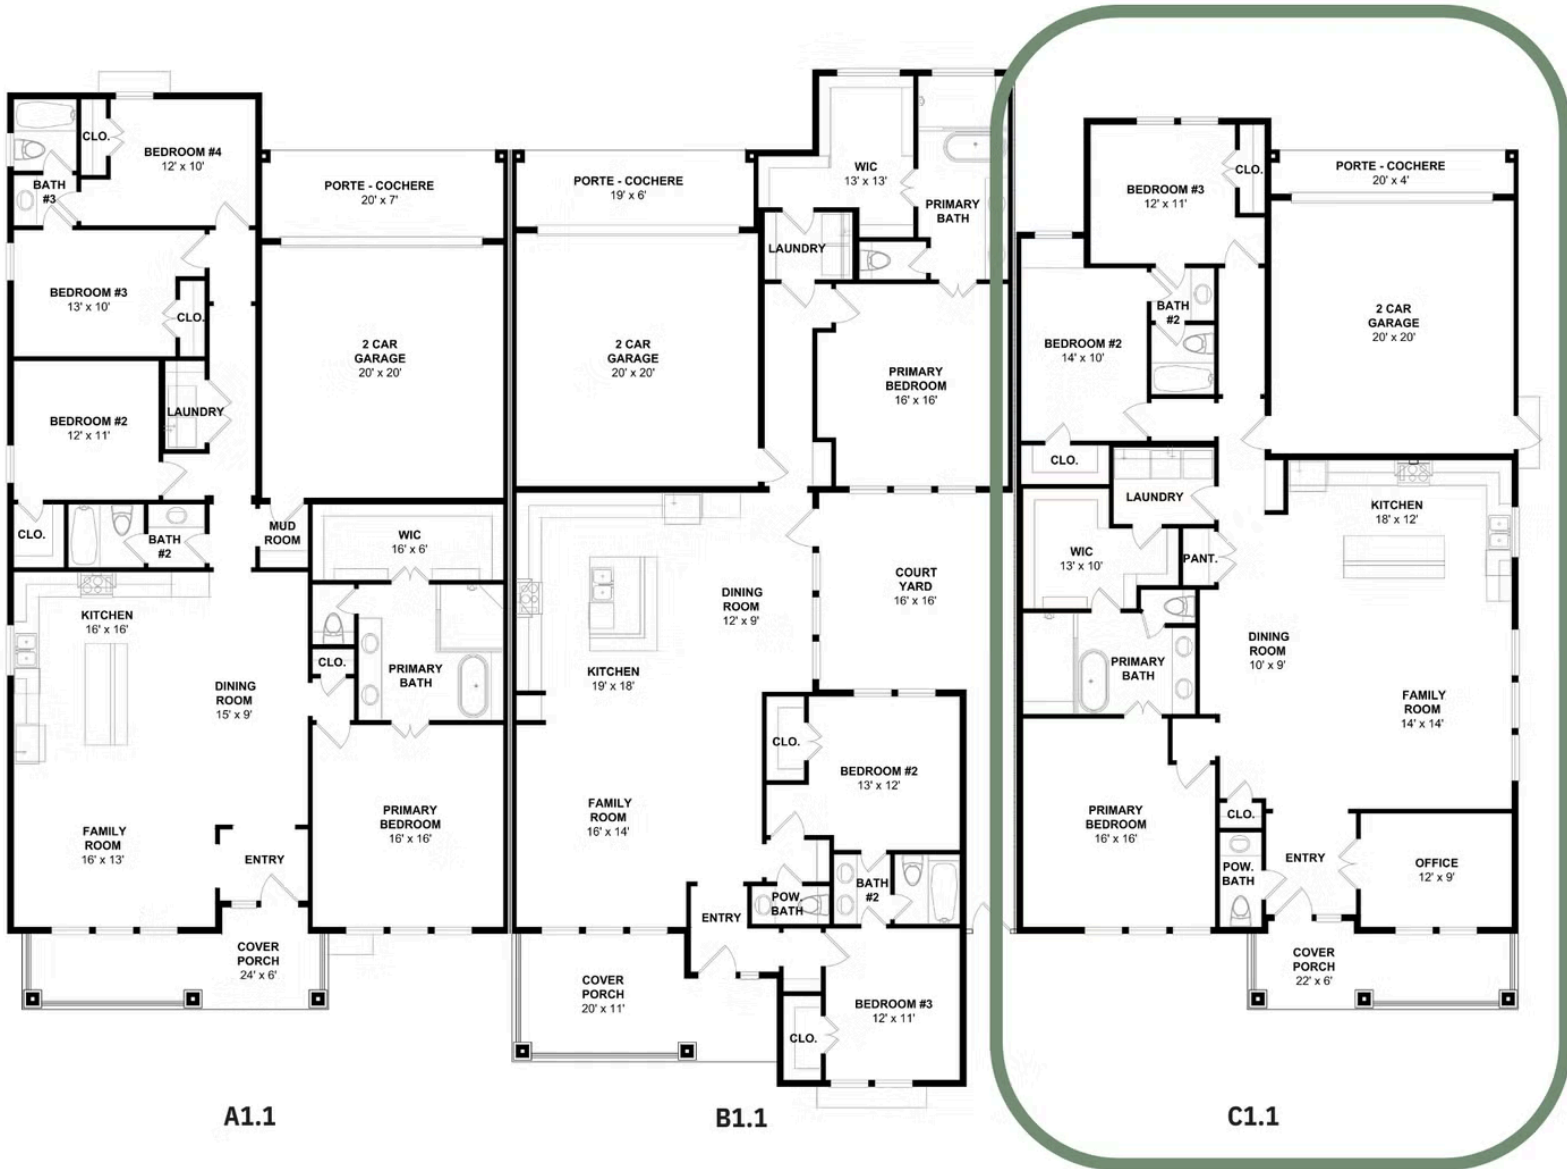 CLO.
BEDROOM #4
12' x 10'
BATH
#3
PORTE - COCHERE
20' x 7'
BEDROOM #3
13' x 10'
CLO.
2 CAR
GARAGE
20' x 20'
LAUNDRY
BEDROOM #2
12' x 11'
CLO.
BATH
#2
MUD
ROOM
WIC
16' x 6'
KITCHEN
16' x 16'
CLO.
PRIMARY
BATH
DINING
ROOM
15' x 9'
PRIMARY
BEDROOM
16' x 16'
FAMILY
ROOM
16' x 13'
ENTRY
COVER
PORCH
24' x 6'
A1.1
PORTE - COCHERE
19' x 6'
WIC
13' x 13'
PRIMARY
BATH
LAUNDRY
2 CAR
GARAGE
20' x 20'
PRIMARY
BEDROOM
16' x 16'
DINING
ROOM
12' x 9'
COURT
YARD
16' x 16'
KITCHEN
19' x 18'
CLO.
BEDROOM #2
13' x 12'
FAMILY
ROOM
16' x 14'
BATH
#2
POW.
BATH
ENTRY
COVER
PORCH
20' x 11'
BEDROOM #3
12' x 11'
CLO.
B1.1
PORTE - COCHERE
20' x 4'
CLO.
BEDROOM #3
12' x 11'
BATH
#2
2 CAR
GARAGE
20' x 20'
BEDROOM #2
14' x 10'
CLO.
LAUNDRY
KITCHEN
18' x 12'
WIC
13' x 10'
PANT.
DINING
ROOM
10' x 9'
PRIMARY
BATH
FAMILY
ROOM
14' x 14'
PRIMARY
BEDROOM
16' x 16'
CLO.
POW.
BATH
ENTRY
OFFICE
12' x 9'
COVER
PORCH
22' x 6'
C1.1